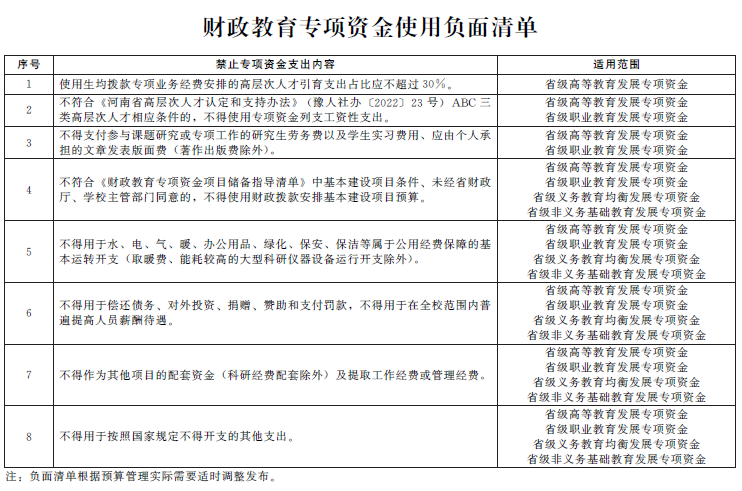 财政教育专项资金使用负面清单
序号 禁止专项资金支出内容 适用范围
1 使用生均拨款专项业务经费安排的高层次人才引育支出占比应不超过30%。 省级高等教育发展专项资金
2 不符合《河南省高层次人才认定和支持办法》（豫人社办〔2022〕23号）ABC三
类高层次人才相应条件的，不得使用专项资金列支工资性支出。
省级高等教育发展专项资金
省级职业教育发展专项资金
3 不得支付参与课题研究或专项工作的研究生劳务费以及学生实习费用、应由个人承
担的文章发表版面费（著作出版费除外）。
省级高等教育发展专项资金
省级职业教育发展专项资金
4 不符合《财政教育专项资金项目储备指导清单》中基本建设项目条件、未经省财政
厅、学校主管部门同意的，不得使用财政拨款安排基本建设项目预算。
省级高等教育发展专项资金
省级职业教育发展专项资金
省级义务教育均衡发展专项资金
省级非义务基础教育发展专项资金
5 不得用于水、电、气、暖、办公用品、绿化、保安、保洁等属于公用经费保障的基
本运转开支（取暖费、能耗较高的大型科研仪器设备运行开支除外）。
省级高等教育发展专项资金
省级职业教育发展专项资金
省级义务教育均衡发展专项资金
省级非义务基础教育发展专项资金
6 不得用于偿还债务、对外投资、捐赠、赞助和支付罚款，不得用于在全校范围内普
遍提高人员薪酬待遇。
省级高等教育发展专项资金
省级职业教育发展专项资金
省级义务教育均衡发展专项资金
省级非义务基础教育发展专项资金
7 不得作为其他项目的配套资金（科研经费配套除外）及提取工作经费或管理经费。
省级高等教育发展专项资金
省级职业教育发展专项资金
省级义务教育均衡发展专项资金
省级非义务基础教育发展专项资金
8 不得用于按照国家规定不得开支的其他支出。
省级高等教育发展专项资金
省级职业教育发展专项资金
省级义务教育均衡发展专项资金
省级非义务基础教育发展专项资金
注：负面清单根据预算管理实际需要适时调整发布。